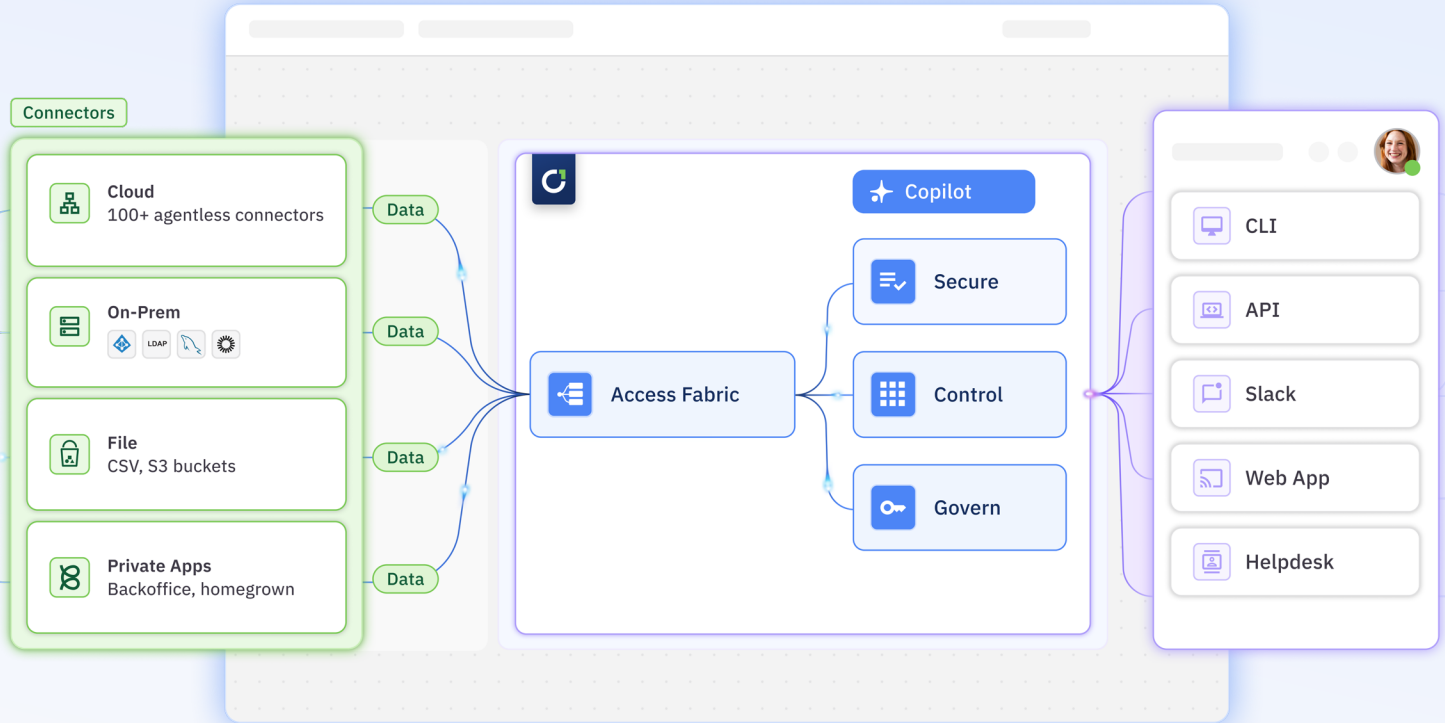 Connectors
Cloud
100+ agentless connectors
On-Prem
LDAP
File
CSV, S3 buckets
Private Apps
Backoffice, homegrown
Data
Data
Data
Data
Copilot
Access Fabric
Secure
Control
Govern
CLI
API
Slack
Web App
Helpdesk